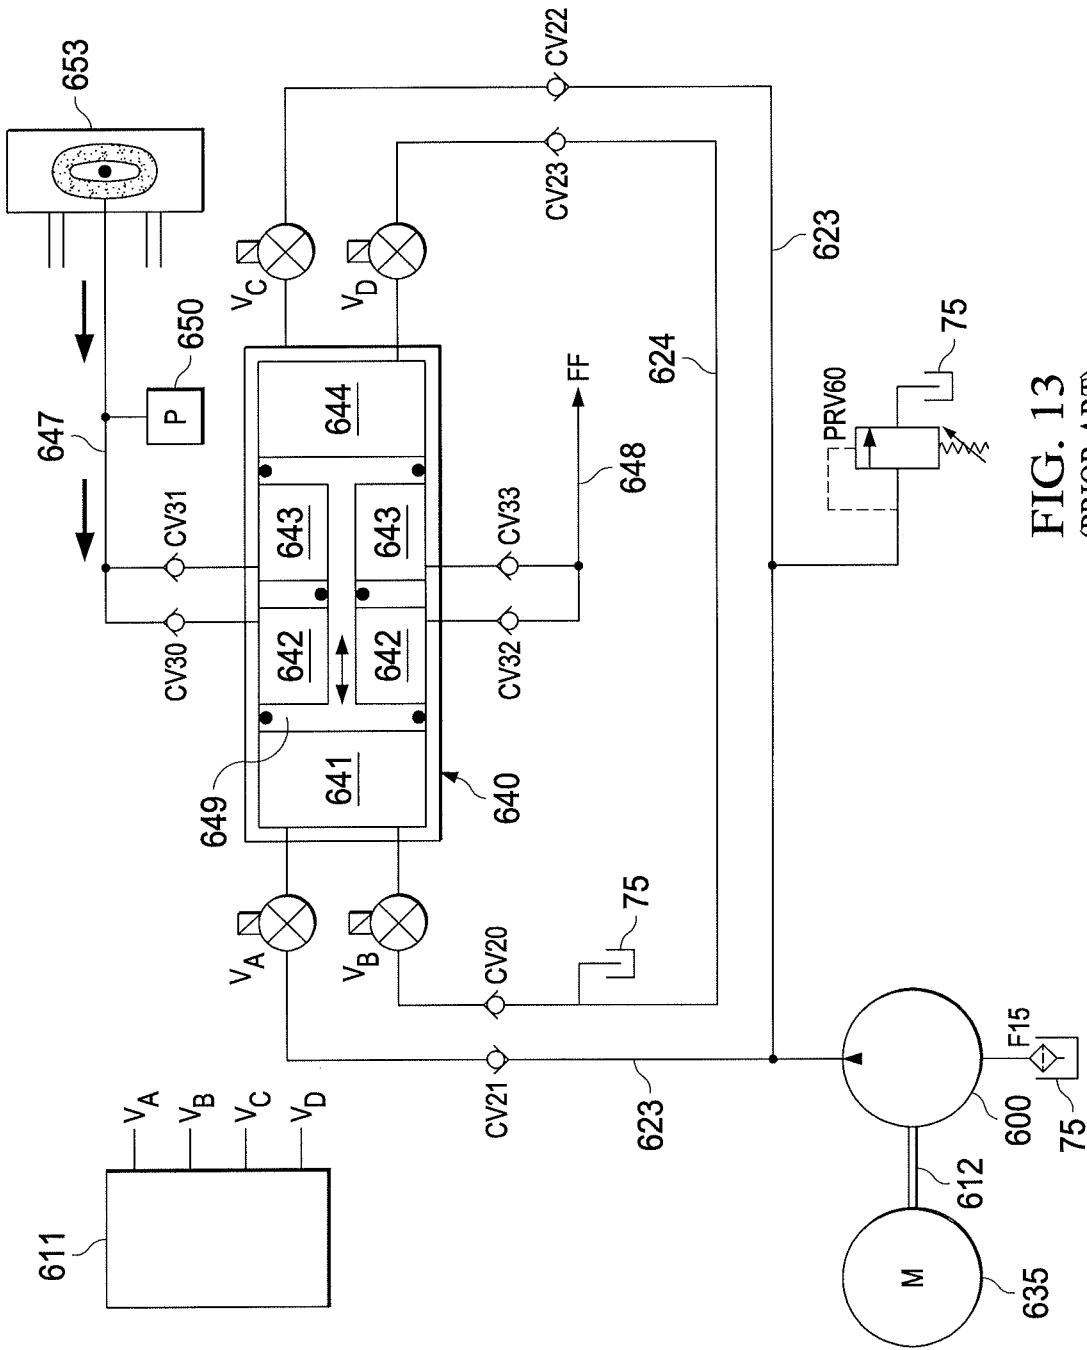 653
CV22
CV23
623
V_C
V_D
650
P
647
644
624
75
PRV60
FF
648
CV31
CV33
643
643
CV30
CV32
642
642
649
641
640
V_A
V_B
CV20
75
CV21
623
V_A
V_B
V_C
V_D
611
F15
600
75
612
M
635
FIG. 13
(PRIOR ART)